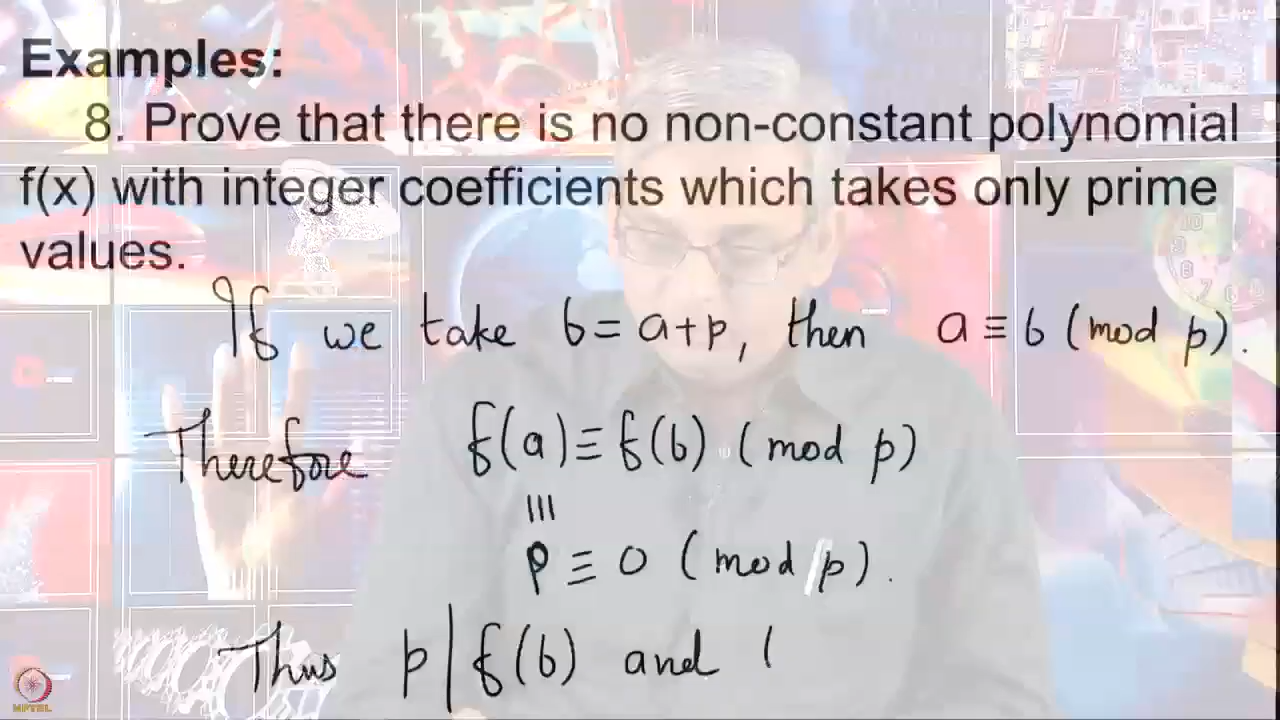 Examples:
8. Prove that there is no non-constant polynomial
f(x) with integer coefficients which takes only prime
values.
If we take b = a+p, then a ≡ b (mod p).
Therefore f(a) ≡ f(b) (mod p)
|||
p ≡ 0 (mod p).
Thus p | f(b) and (
NPTEL